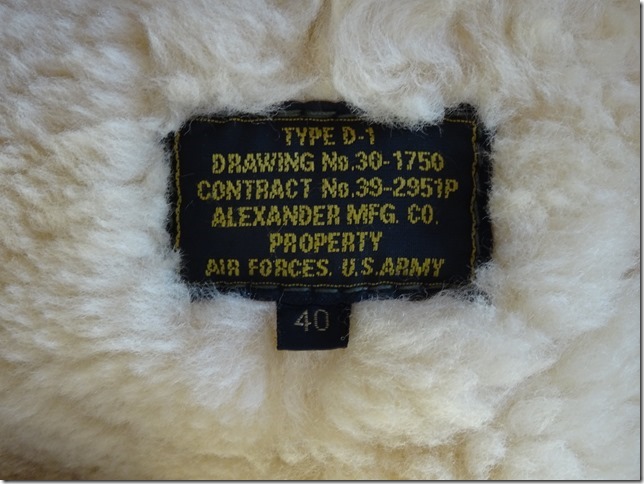 TYPE D-1
DRAWING No.30-1750
CONTRACT No.39-2951P
ALEXANDER MFG. CO.
PROPERTY
AIR FORCES. U.S.ARMY
40